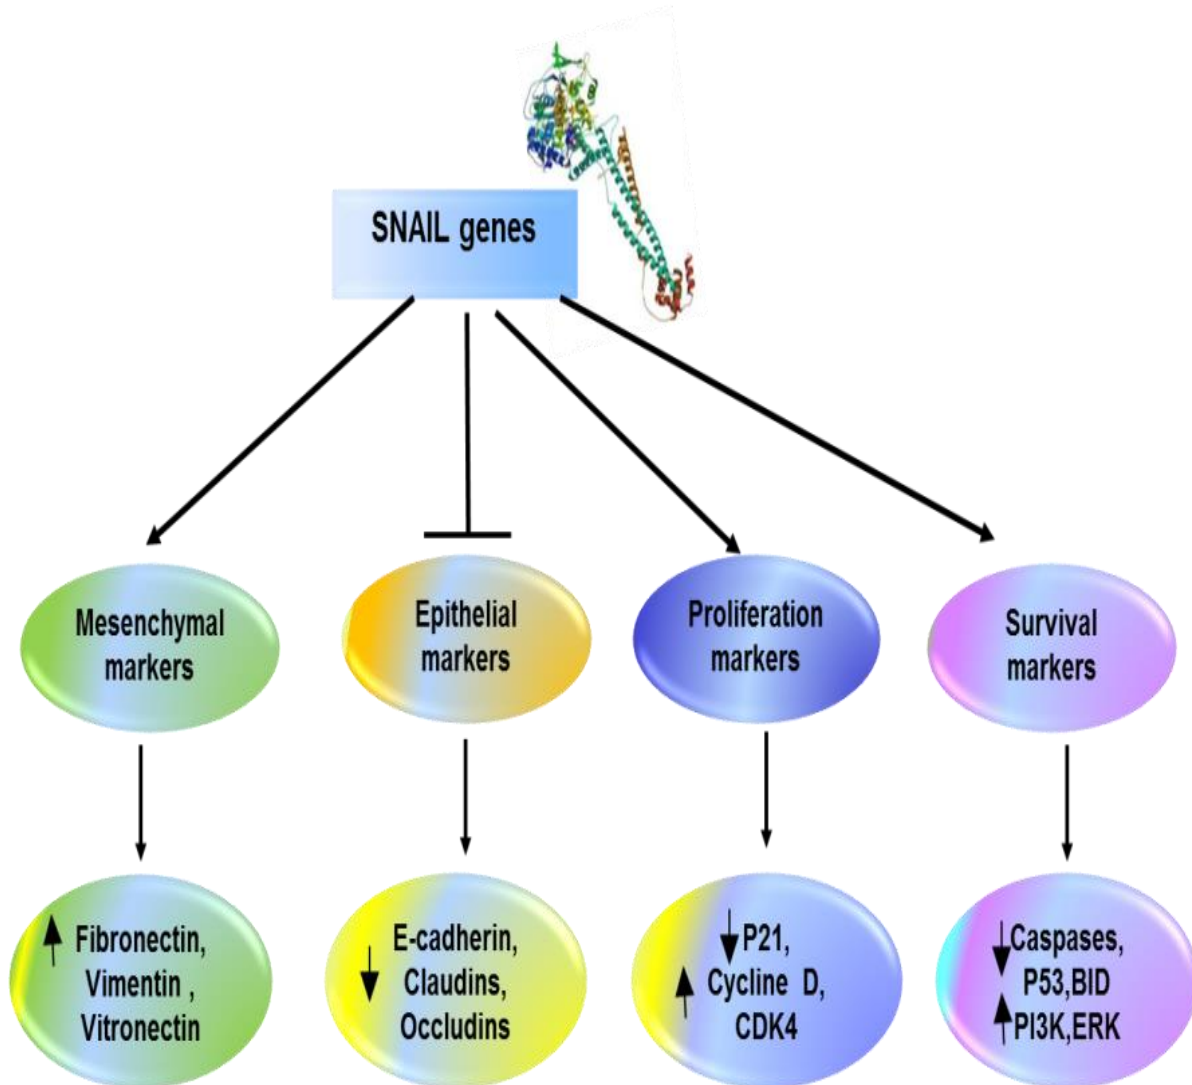 SNAIL genes
Mesenchymal
markers
Epithelial
markers
Proliferation
markers
Survival
markers
Fibronectin,
Vimentin ,
Vitronectin
E-cadherin,
Claudins,
Occludins
P21,
Cycline D,
CDK4
Caspases,
P53,BID
PI3K,ERK